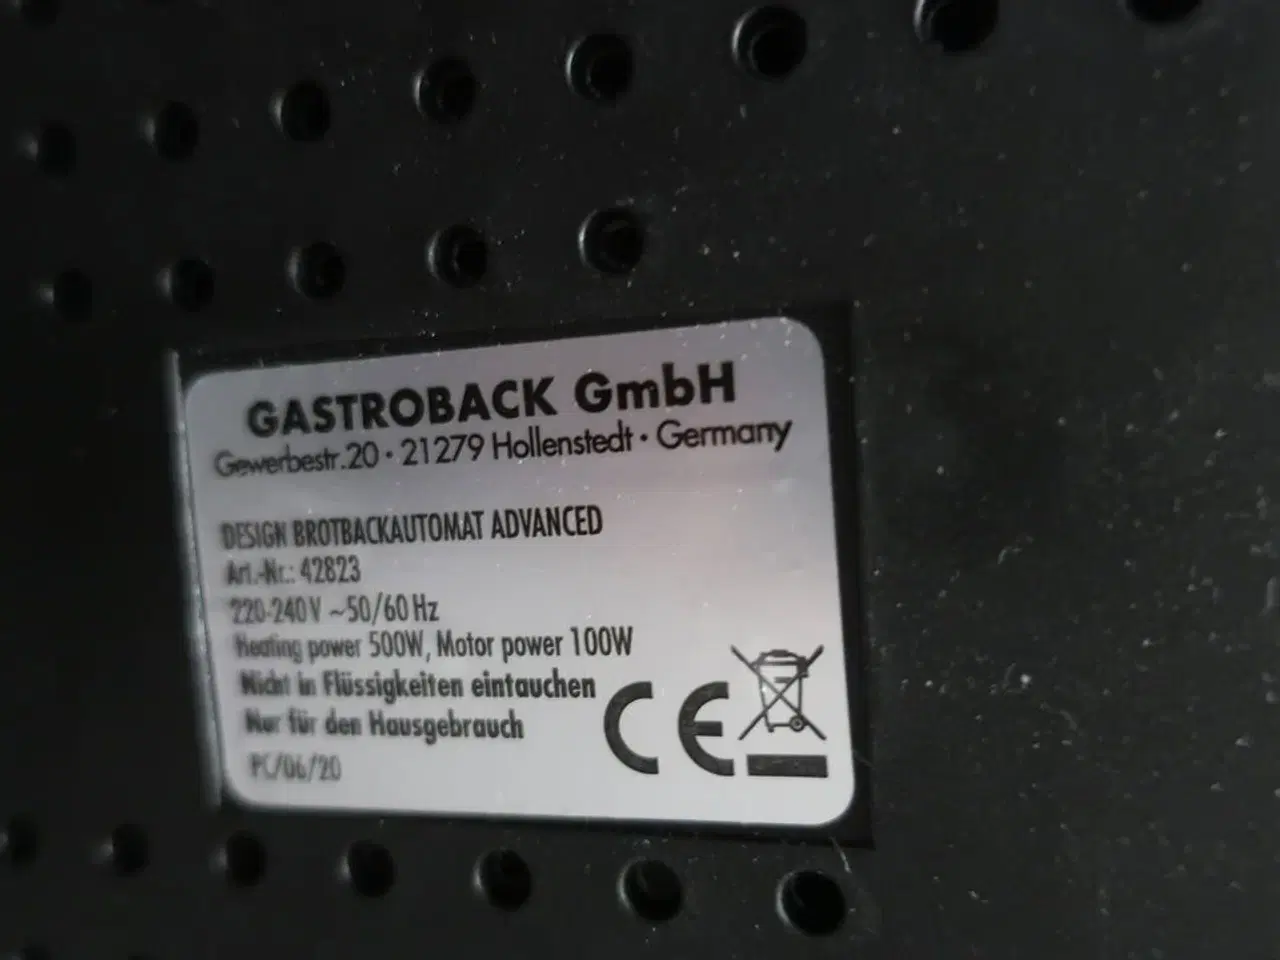 GASTROBACK GmbH
Gewerbestr.20 · 21279 Hollenstedt · Germany
DESIGN BROTBACKAUTOMAT ADVANCED
Art.-Nr.: 42823
220-240V ~50/60 Hz
Heating power 500W, Motor power 100W
Nicht in Flüssigkeiten eintauchen
Nur für den Hausgebrauch
PC/06/20
CE